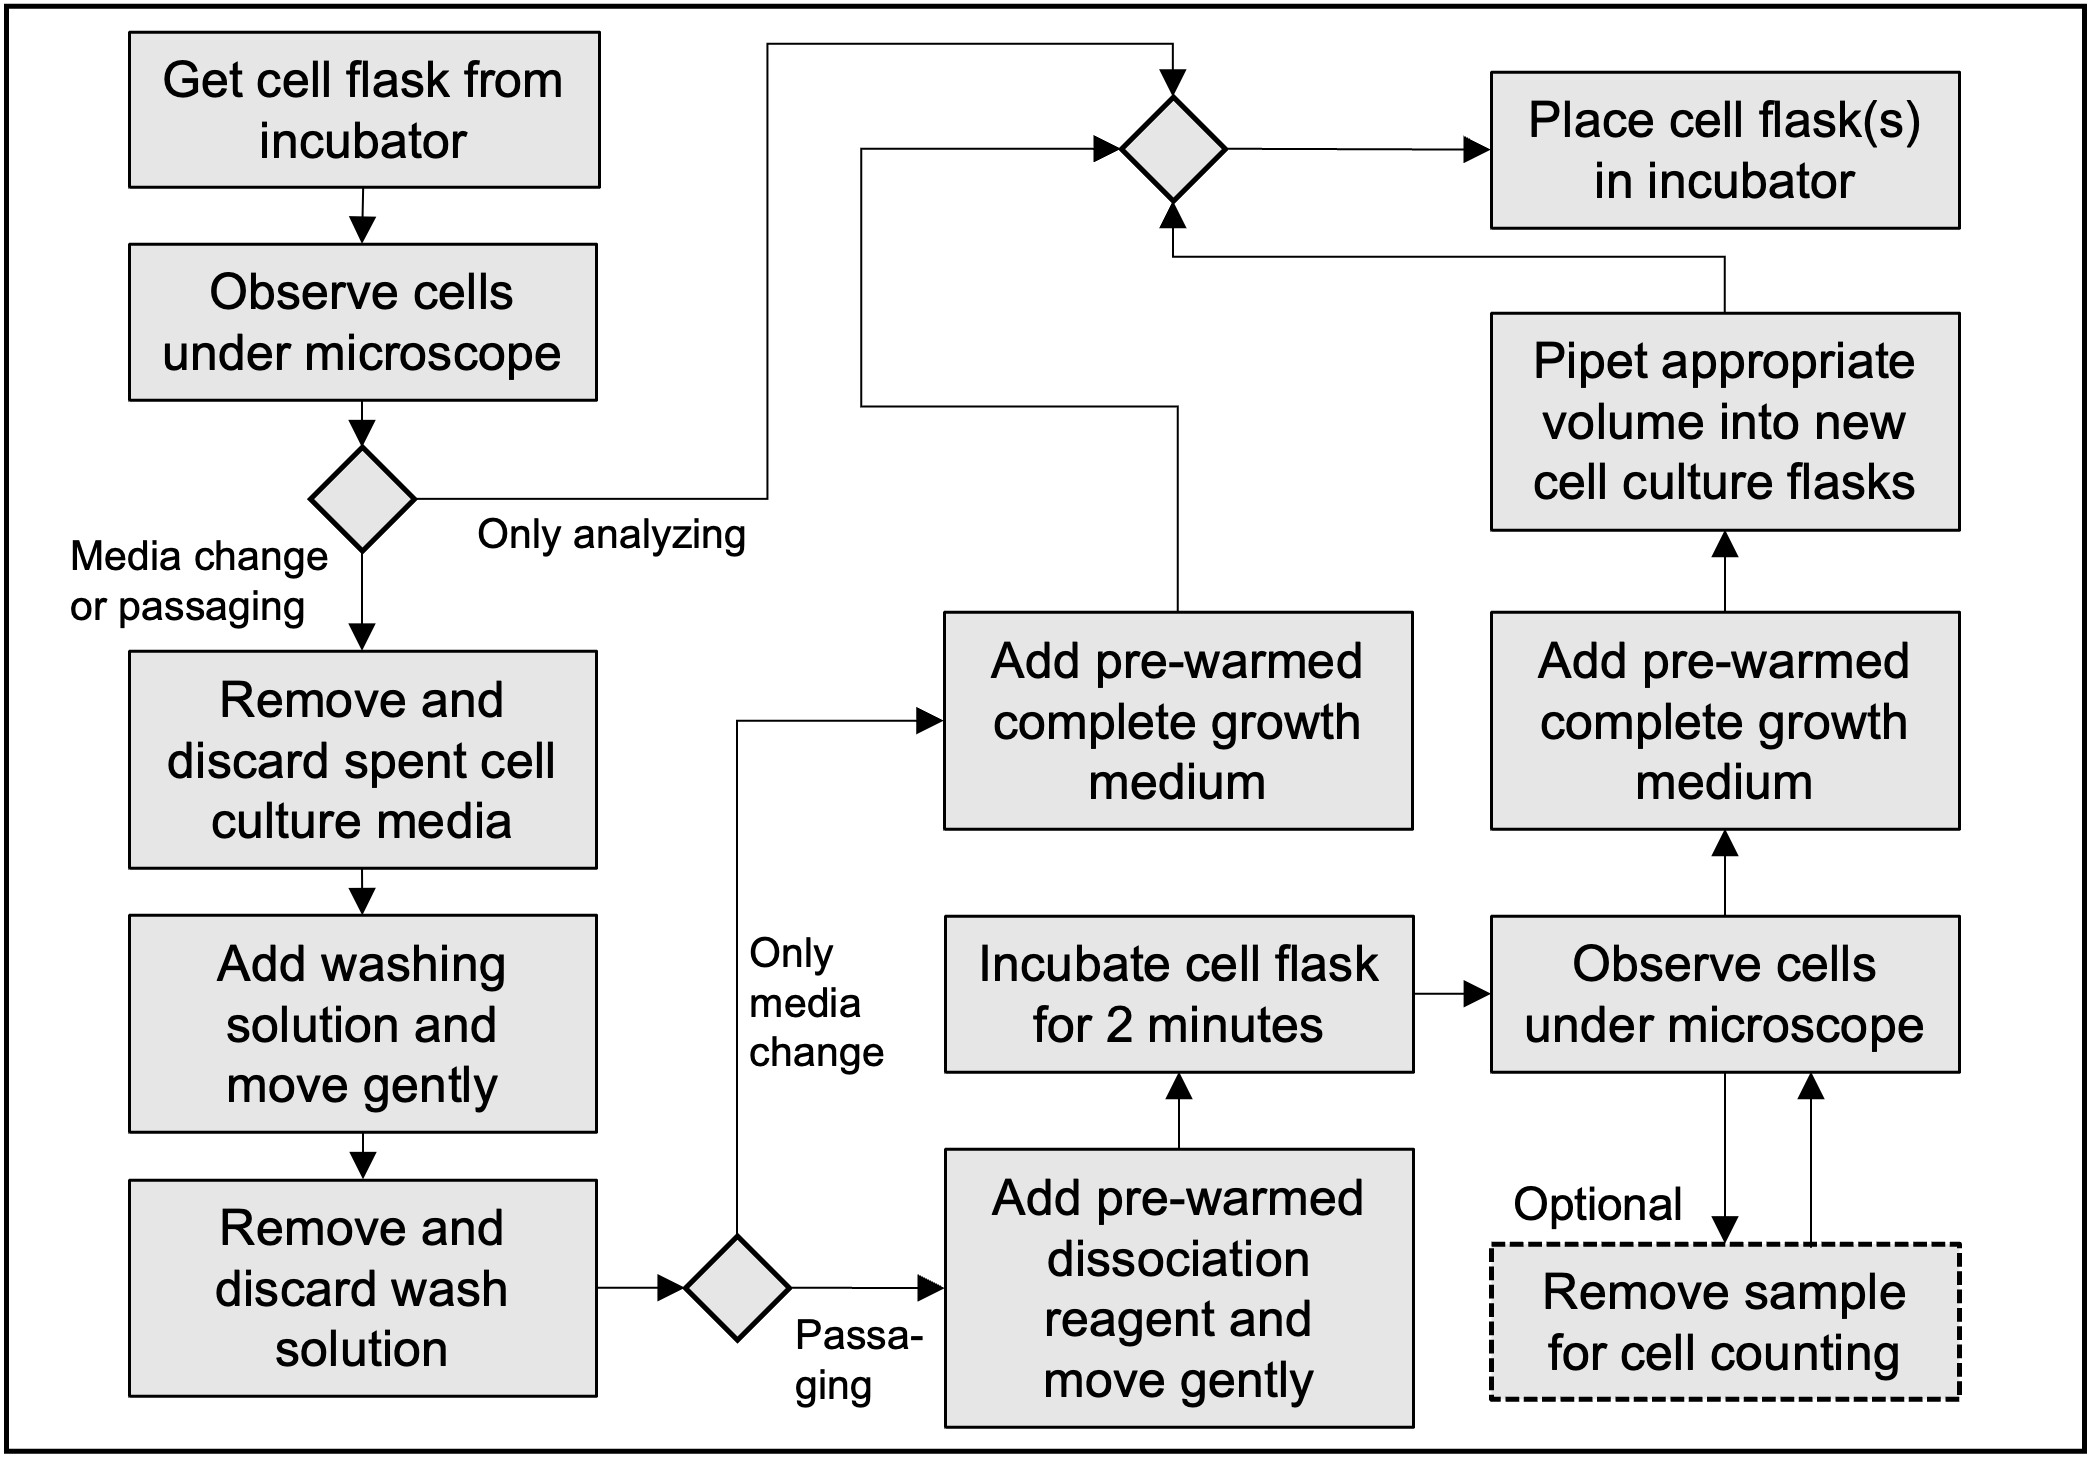 Get cell flask from
incubator
Observe cells
under microscope
Only analyzing
Media change
or passaging
Remove and
discard spent cell
culture media
Add washing
solution and
move gently
Remove and
discard wash
solution
Only
media
change
Passa-
ging
Add pre-warmed
complete growth
medium
Add pre-warmed
dissociation
reagent and
move gently
Incubate cell flask
for 2 minutes
Observe cells
under microscope
Optional
Remove sample
for cell counting
Add pre-warmed
complete growth
medium
Pipet appropriate
volume into new
cell culture flasks
Place cell flask(s)
in incubator